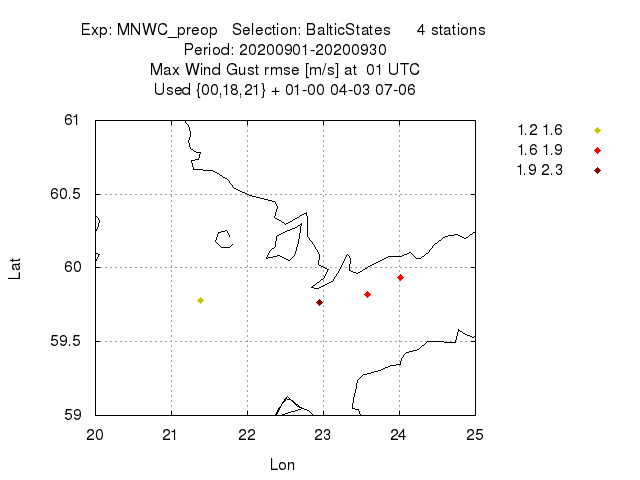 Exp: MNWC_preop Selection: BalticStates 4 stations
Period: 20200901-20200930
Max Wind Gust rmse [m/s] at 01 UTC
Used {00,18,21} + 01-00 04-03 07-06
1.2 1.6
1.6 1.9
1.9 2.3
61
60.5
60
59.5
59
Lat
20 21 22 23 24 25
Lon